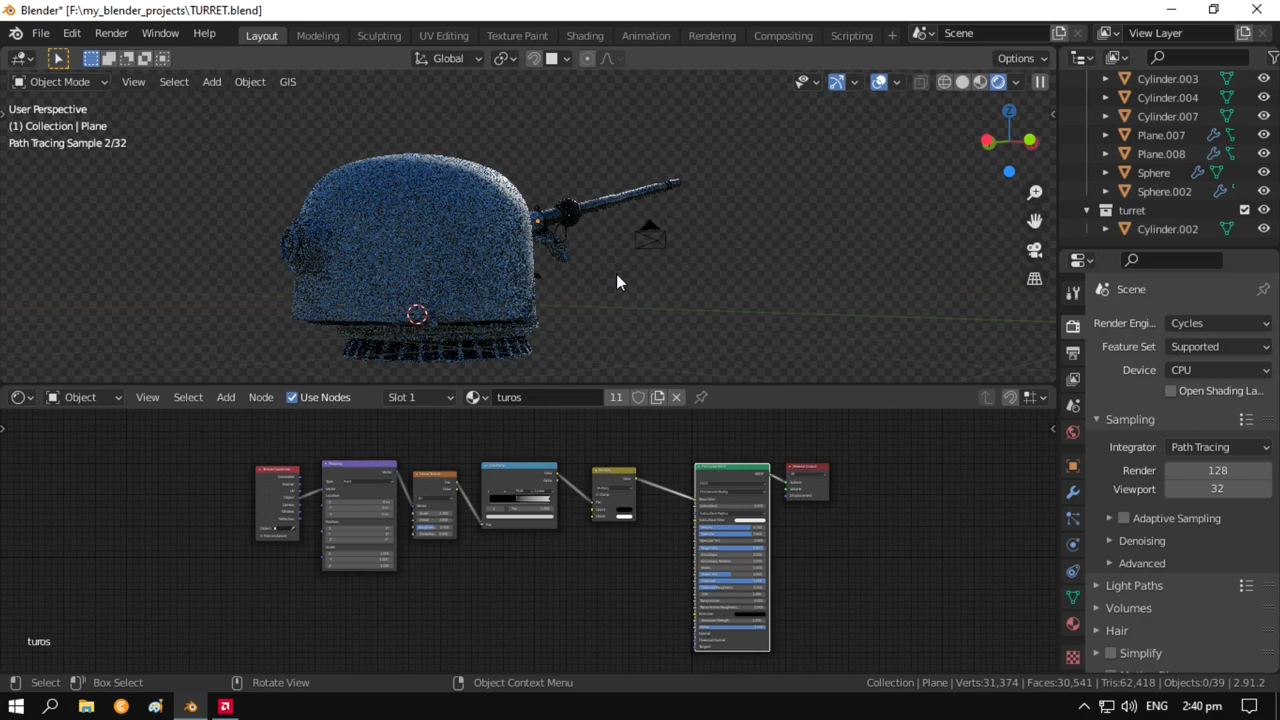 Blender* [F:\my_blender_projects\TURRET.blend]
File Edit Render Window Help Layout Modeling Sculpting UV Editing Texture Paint Shading Animation Rendering Compositing Scripting + Scene View Layer
Global Options
Object Mode View Select Add Object GIS
User Perspective
(1) Collection | Plane
Path Tracing Sample 2/32
Z
Cylinder.003
Cylinder.004
Cylinder.007
Plane.007
Plane.008
Sphere
Sphere.002
turret
Cylinder.002
Scene
Render Engi... Cycles
Feature Set Supported
Device CPU
Open Shading La...
Sampling
Integrator Path Tracing
Render 128
Viewport 32
Adaptive Sampling
Denoising
Advanced
Light Paths
Volumes
Hair
Simplify
Object View Select Add Node Use Nodes Slot 1 turos 11
turos
Select Box Select Rotate View Object Context Menu Collection | Plane | Verts:31,374 | Faces:30,541 | Tris:62,418 | Objects:0/39 | 2.91.2
ENG 2:40 pm